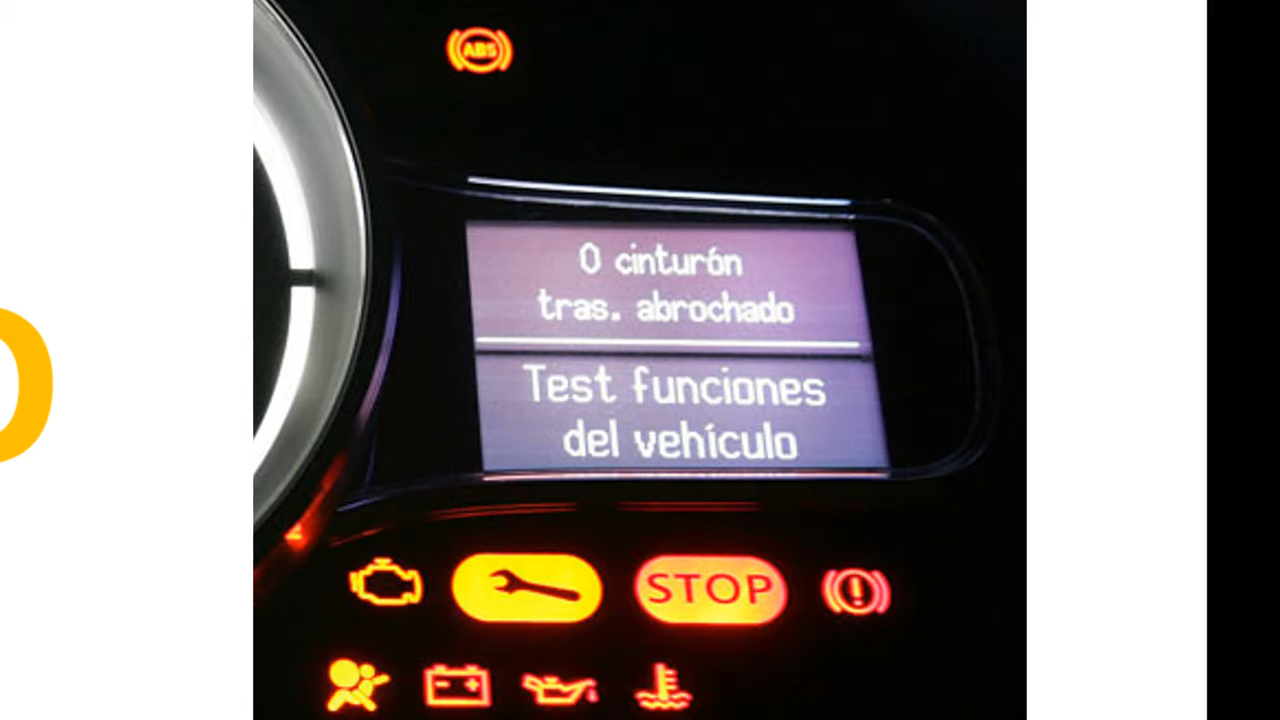 ABS
0 cinturón
tras. abrochado
Test funciones
del vehículo
STOP